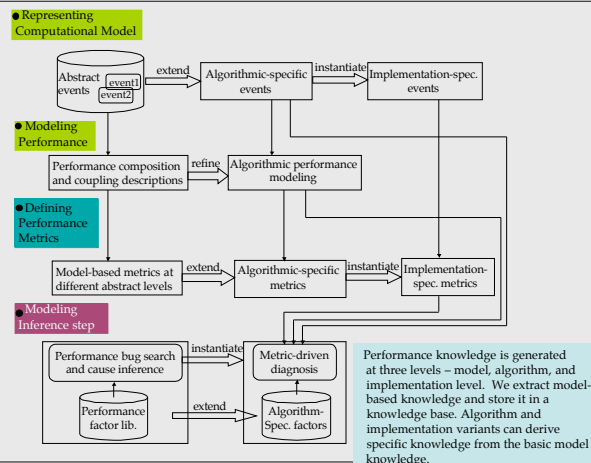 ● Representing
Computational Model
Abstract
events
event1
event2
extend
Algorithmic-specific
events
instantiate
Implementation-spec.
events
● Modeling
Performance
Performance composition
and coupling descriptions
refine
Algorithmic performance
modeling
● Defining
Performance
Metrics
Model-based metrics at
different abstract levels
extend
Algorithmic-specific
metrics
instantiate
Implementation-
spec. metrics
● Modeling
Inference step
Performance bug search
and cause inference
instantiate
Metric-driven
diagnosis
Performance
factor lib.
extend
Algorithm-
Spec. factors
Performance knowledge is generated
at three levels – model, algorithm, and
implementation level. We extract model-
based knowledge and store it in a
knowledge base. Algorithm and
implementation variants can derive
specific knowledge from the basic model
knowledge.